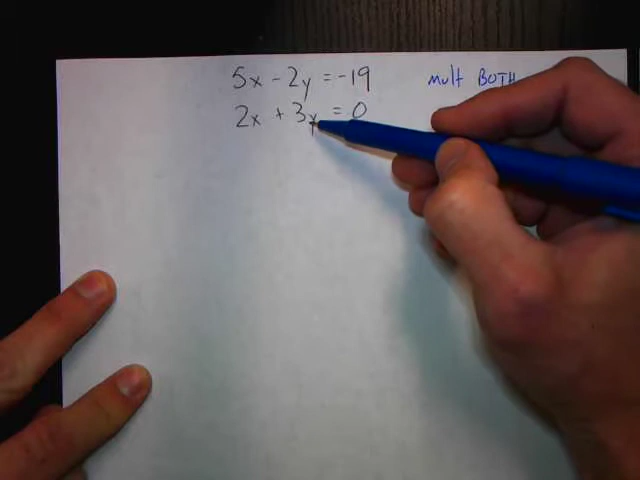 5x - 2y = -19
mult BOTH
2x + 3y = 0